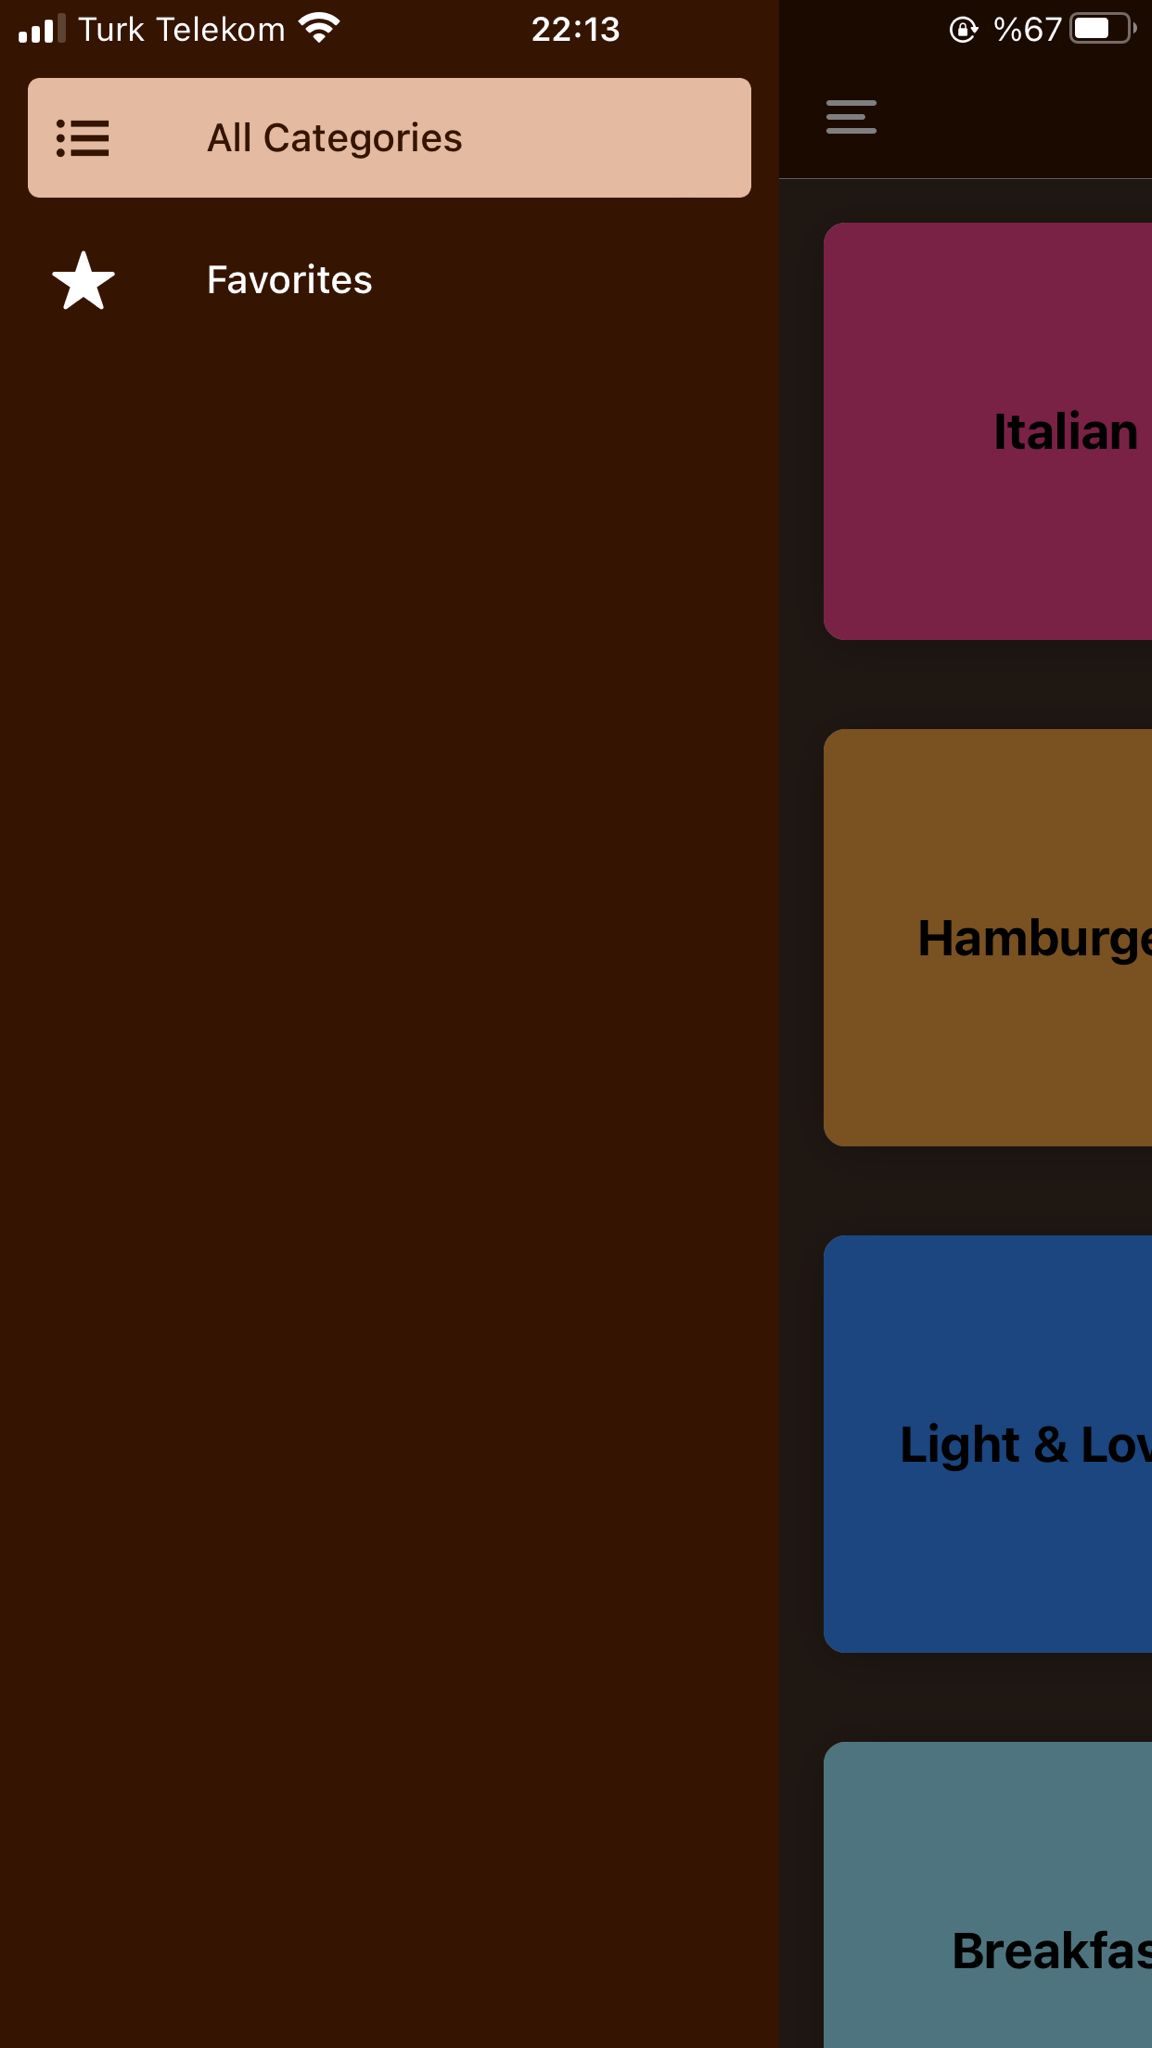 Turk Telekom 22:13 %67
All Categories
Favorites
Italian
Hamburge
Light & Lov
Breakfas